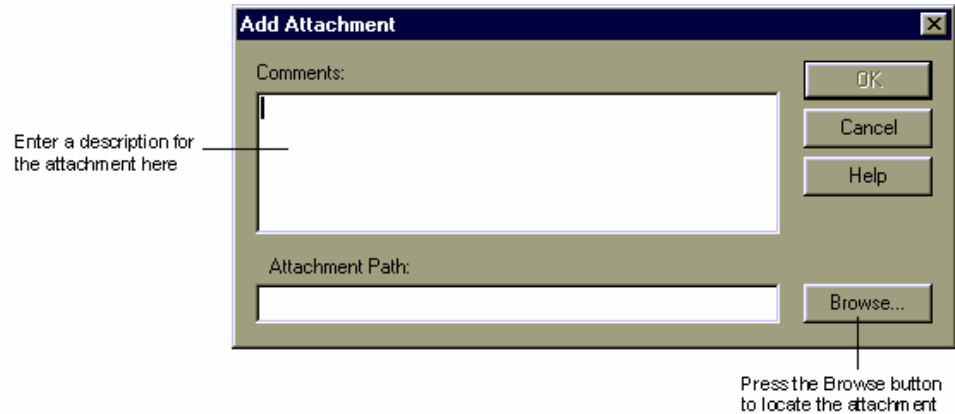 Add Attachment
Comments:
OK
Cancel
Help
Enter a description for
the attachment here
Attachment Path:
Browse...
Press the Browse button
to locate the attachment